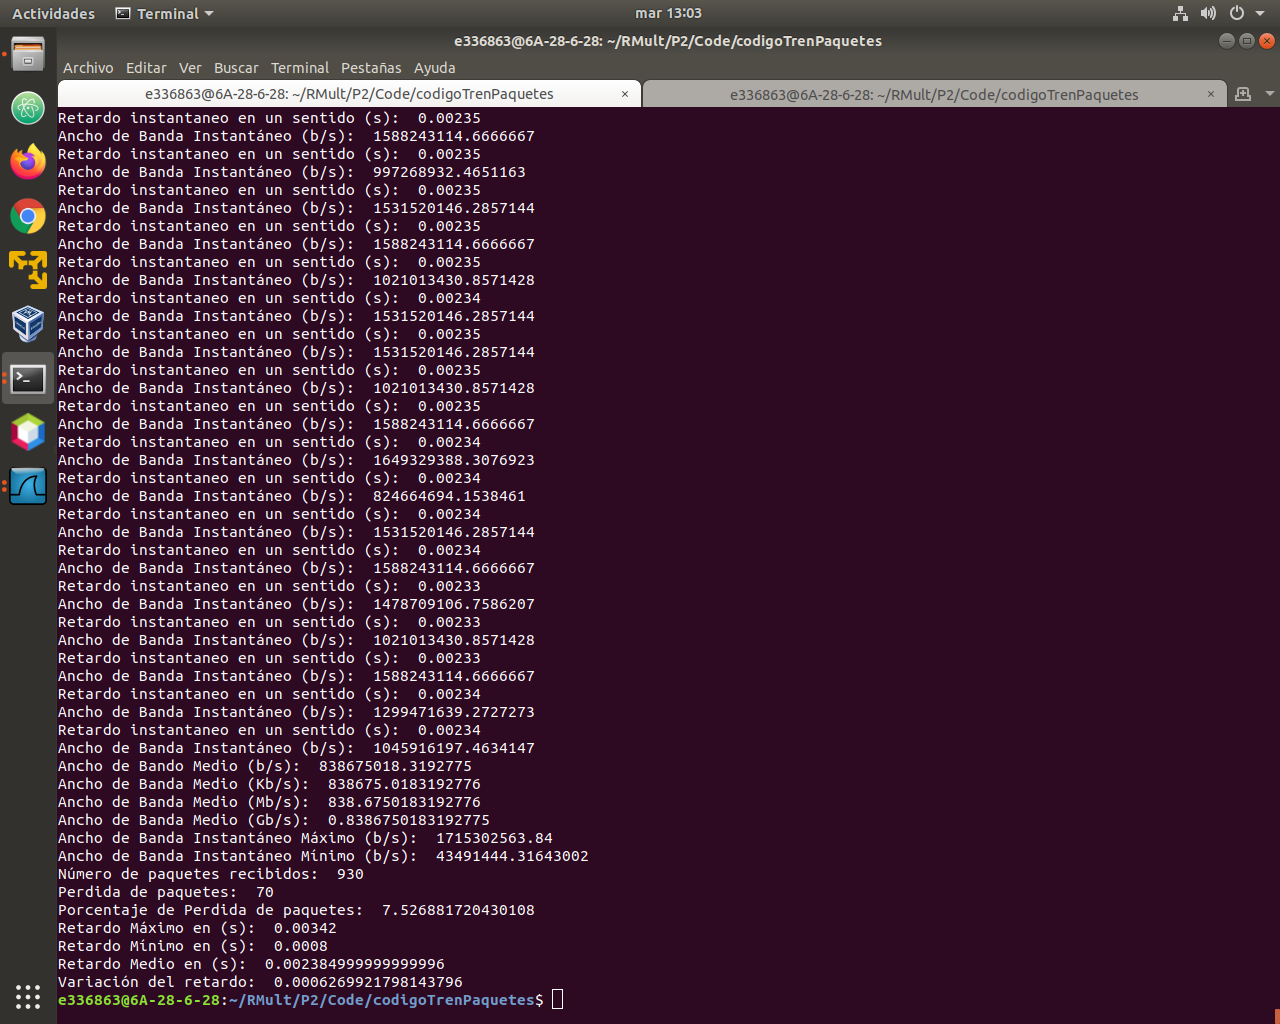 Actividades Terminal mar 13:03
e336863@6A-28-6-28: ~/RMult/P2/Code/codigoTrenPaquetes
Archivo Editar Ver Buscar Terminal Pestañas Ayuda
e336863@6A-28-6-28: ~/RMult/P2/Code/codigoTrenPaquetes × e336863@6A-28-6-28: ~/RMult/P2/Code/codigoTrenPaquetes ×
Retardo instantaneo en un sentido (s):  0.00235
Ancho de Banda Instantáneo (b/s):  1588243114.6666667
Retardo instantaneo en un sentido (s):  0.00235
Ancho de Banda Instantáneo (b/s):  997268932.4651163
Retardo instantaneo en un sentido (s):  0.00235
Ancho de Banda Instantáneo (b/s):  1531520146.2857144
Retardo instantaneo en un sentido (s):  0.00235
Ancho de Banda Instantáneo (b/s):  1588243114.6666667
Retardo instantaneo en un sentido (s):  0.00235
Ancho de Banda Instantáneo (b/s):  1021013430.8571428
Retardo instantaneo en un sentido (s):  0.00234
Ancho de Banda Instantáneo (b/s):  1531520146.2857144
Retardo instantaneo en un sentido (s):  0.00235
Ancho de Banda Instantáneo (b/s):  1531520146.2857144
Retardo instantaneo en un sentido (s):  0.00235
Ancho de Banda Instantáneo (b/s):  1021013430.8571428
Retardo instantaneo en un sentido (s):  0.00235
Ancho de Banda Instantáneo (b/s):  1588243114.6666667
Retardo instantaneo en un sentido (s):  0.00234
Ancho de Banda Instantáneo (b/s):  1649329388.3076923
Retardo instantaneo en un sentido (s):  0.00234
Ancho de Banda Instantáneo (b/s):  824664694.1538461
Retardo instantaneo en un sentido (s):  0.00234
Ancho de Banda Instantáneo (b/s):  1531520146.2857144
Retardo instantaneo en un sentido (s):  0.00234
Ancho de Banda Instantáneo (b/s):  1588243114.6666667
Retardo instantaneo en un sentido (s):  0.00233
Ancho de Banda Instantáneo (b/s):  1478709106.7586207
Retardo instantaneo en un sentido (s):  0.00233
Ancho de Banda Instantáneo (b/s):  1021013430.8571428
Retardo instantaneo en un sentido (s):  0.00233
Ancho de Banda Instantáneo (b/s):  1588243114.6666667
Retardo instantaneo en un sentido (s):  0.00234
Ancho de Banda Instantáneo (b/s):  1299471639.2727273
Retardo instantaneo en un sentido (s):  0.00234
Ancho de Banda Instantáneo (b/s):  1045916197.4634147
Ancho de Bando Medio (b/s):  838675018.3192775
Ancho de Banda Medio (Kb/s):  838675.0183192776
Ancho de Banda Medio (Mb/s):  838.6750183192776
Ancho de Banda Medio (Gb/s):  0.8386750183192775
Ancho de Banda Instantáneo Máximo (b/s):  1715302563.84
Ancho de Banda Instantáneo Mínimo (b/s):  43491444.31643002
Número de paquetes recibidos:  930
Perdida de paquetes:  70
Porcentaje de Perdida de paquetes:  7.526881720430108
Retardo Máximo en (s):  0.00342
Retardo Mínimo en (s):  0.0008
Retardo Medio en (s):  0.002384999999999996
Variación del retardo:  0.0006269921798143796
e336863@6A-28-6-28:~/RMult/P2/Code/codigoTrenPaquetes$